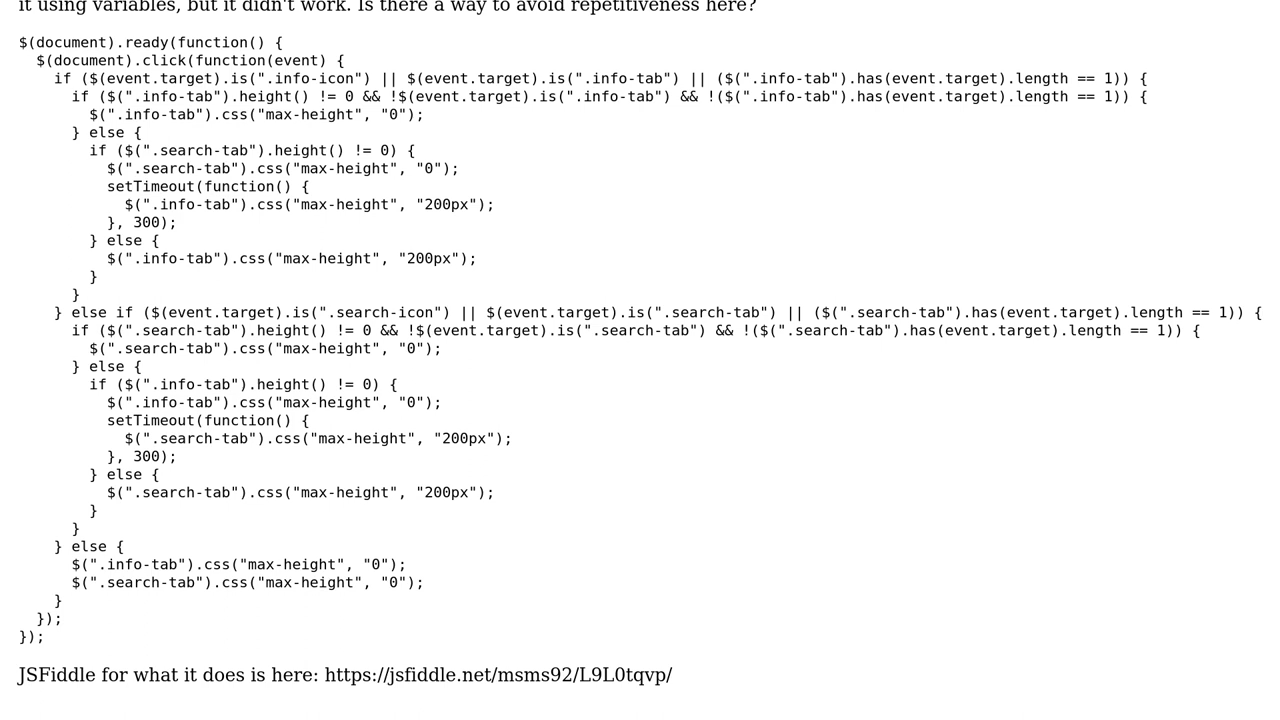 it using variables, but it didn't work. Is there a way to avoid repetitiveness here?
$(document).ready(function() {
  $(document).click(function(event) {
    if ($(event.target).is(".info-icon") || $(event.target).is(".info-tab") || ($(".info-tab").has(event.target).length == 1)) {
      if ($(".info-tab").height() != 0 && !$(event.target).is(".info-tab") && !($(".info-tab").has(event.target).length == 1)) {
        $(".info-tab").css("max-height", "0");
      } else {
        if ($(".search-tab").height() != 0) {
          $(".search-tab").css("max-height", "0");
          setTimeout(function() {
            $(".info-tab").css("max-height", "200px");
          }, 300);
        } else {
          $(".info-tab").css("max-height", "200px");
        }
      }
    } else if ($(event.target).is(".search-icon") || $(event.target).is(".search-tab") || ($(".search-tab").has(event.target).length == 1)) {
      if ($(".search-tab").height() != 0 && !$(event.target).is(".search-tab") && !($(".search-tab").has(event.target).length == 1)) {
        $(".search-tab").css("max-height", "0");
      } else {
        if ($(".info-tab").height() != 0) {
          $(".info-tab").css("max-height", "0");
          setTimeout(function() {
            $(".search-tab").css("max-height", "200px");
          }, 300);
        } else {
          $(".search-tab").css("max-height", "200px");
        }
      }
    } else {
      $(".info-tab").css("max-height", "0");
      $(".search-tab").css("max-height", "0");
    }
  });
});
JSFiddle for what it does is here: https://jsfiddle.net/msms92/L9L0tqvp/